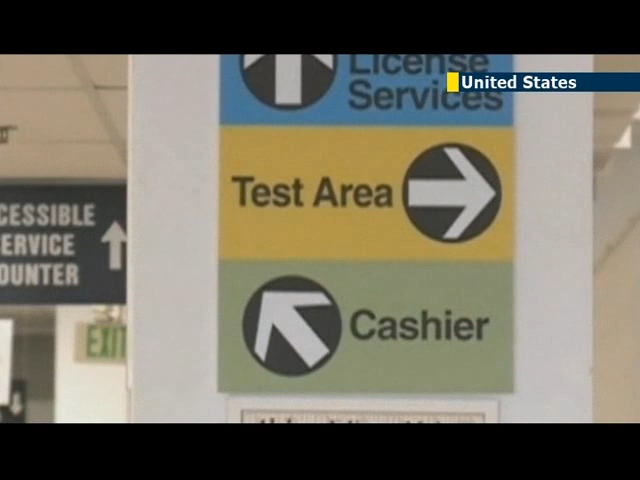 License
Services
United States
Test Area
CESSIBLE
ERVICE
OUNTER
Cashier
EXIT